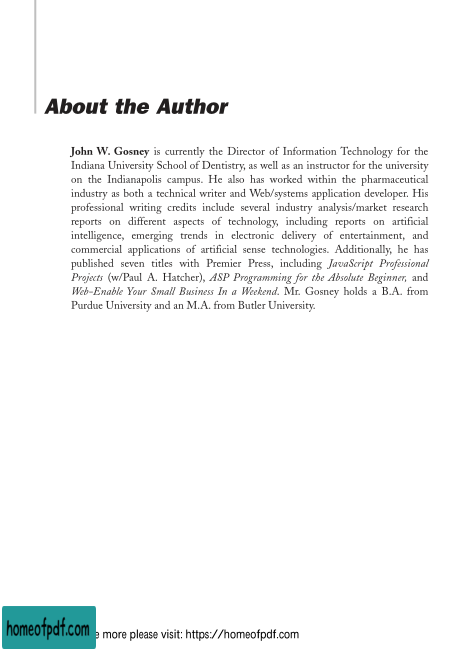 About the Author
John W. Gosney is currently the Director of Information Technology for the
Indiana University School of Dentistry, as well as an instructor for the university
on the Indianapolis campus. He also has worked within the pharmaceutical
industry as both a technical writer and Web/systems application developer. His
professional writing credits include several industry analysis/market research
reports on different aspects of technology, including reports on artificial
intelligence, emerging trends in electronic delivery of entertainment, and
commercial applications of artificial sense technologies. Additionally, he has
published seven titles with Premier Press, including JavaScript Professional
Projects (w/Paul A. Hatcher), ASP Programming for the Absolute Beginner, and
Web-Enable Your Small Business In a Weekend. Mr. Gosney holds a B.A. from
Purdue University and an M.A. from Butler University.
homeofpdf.com
e more please visit: https://homeofpdf.com